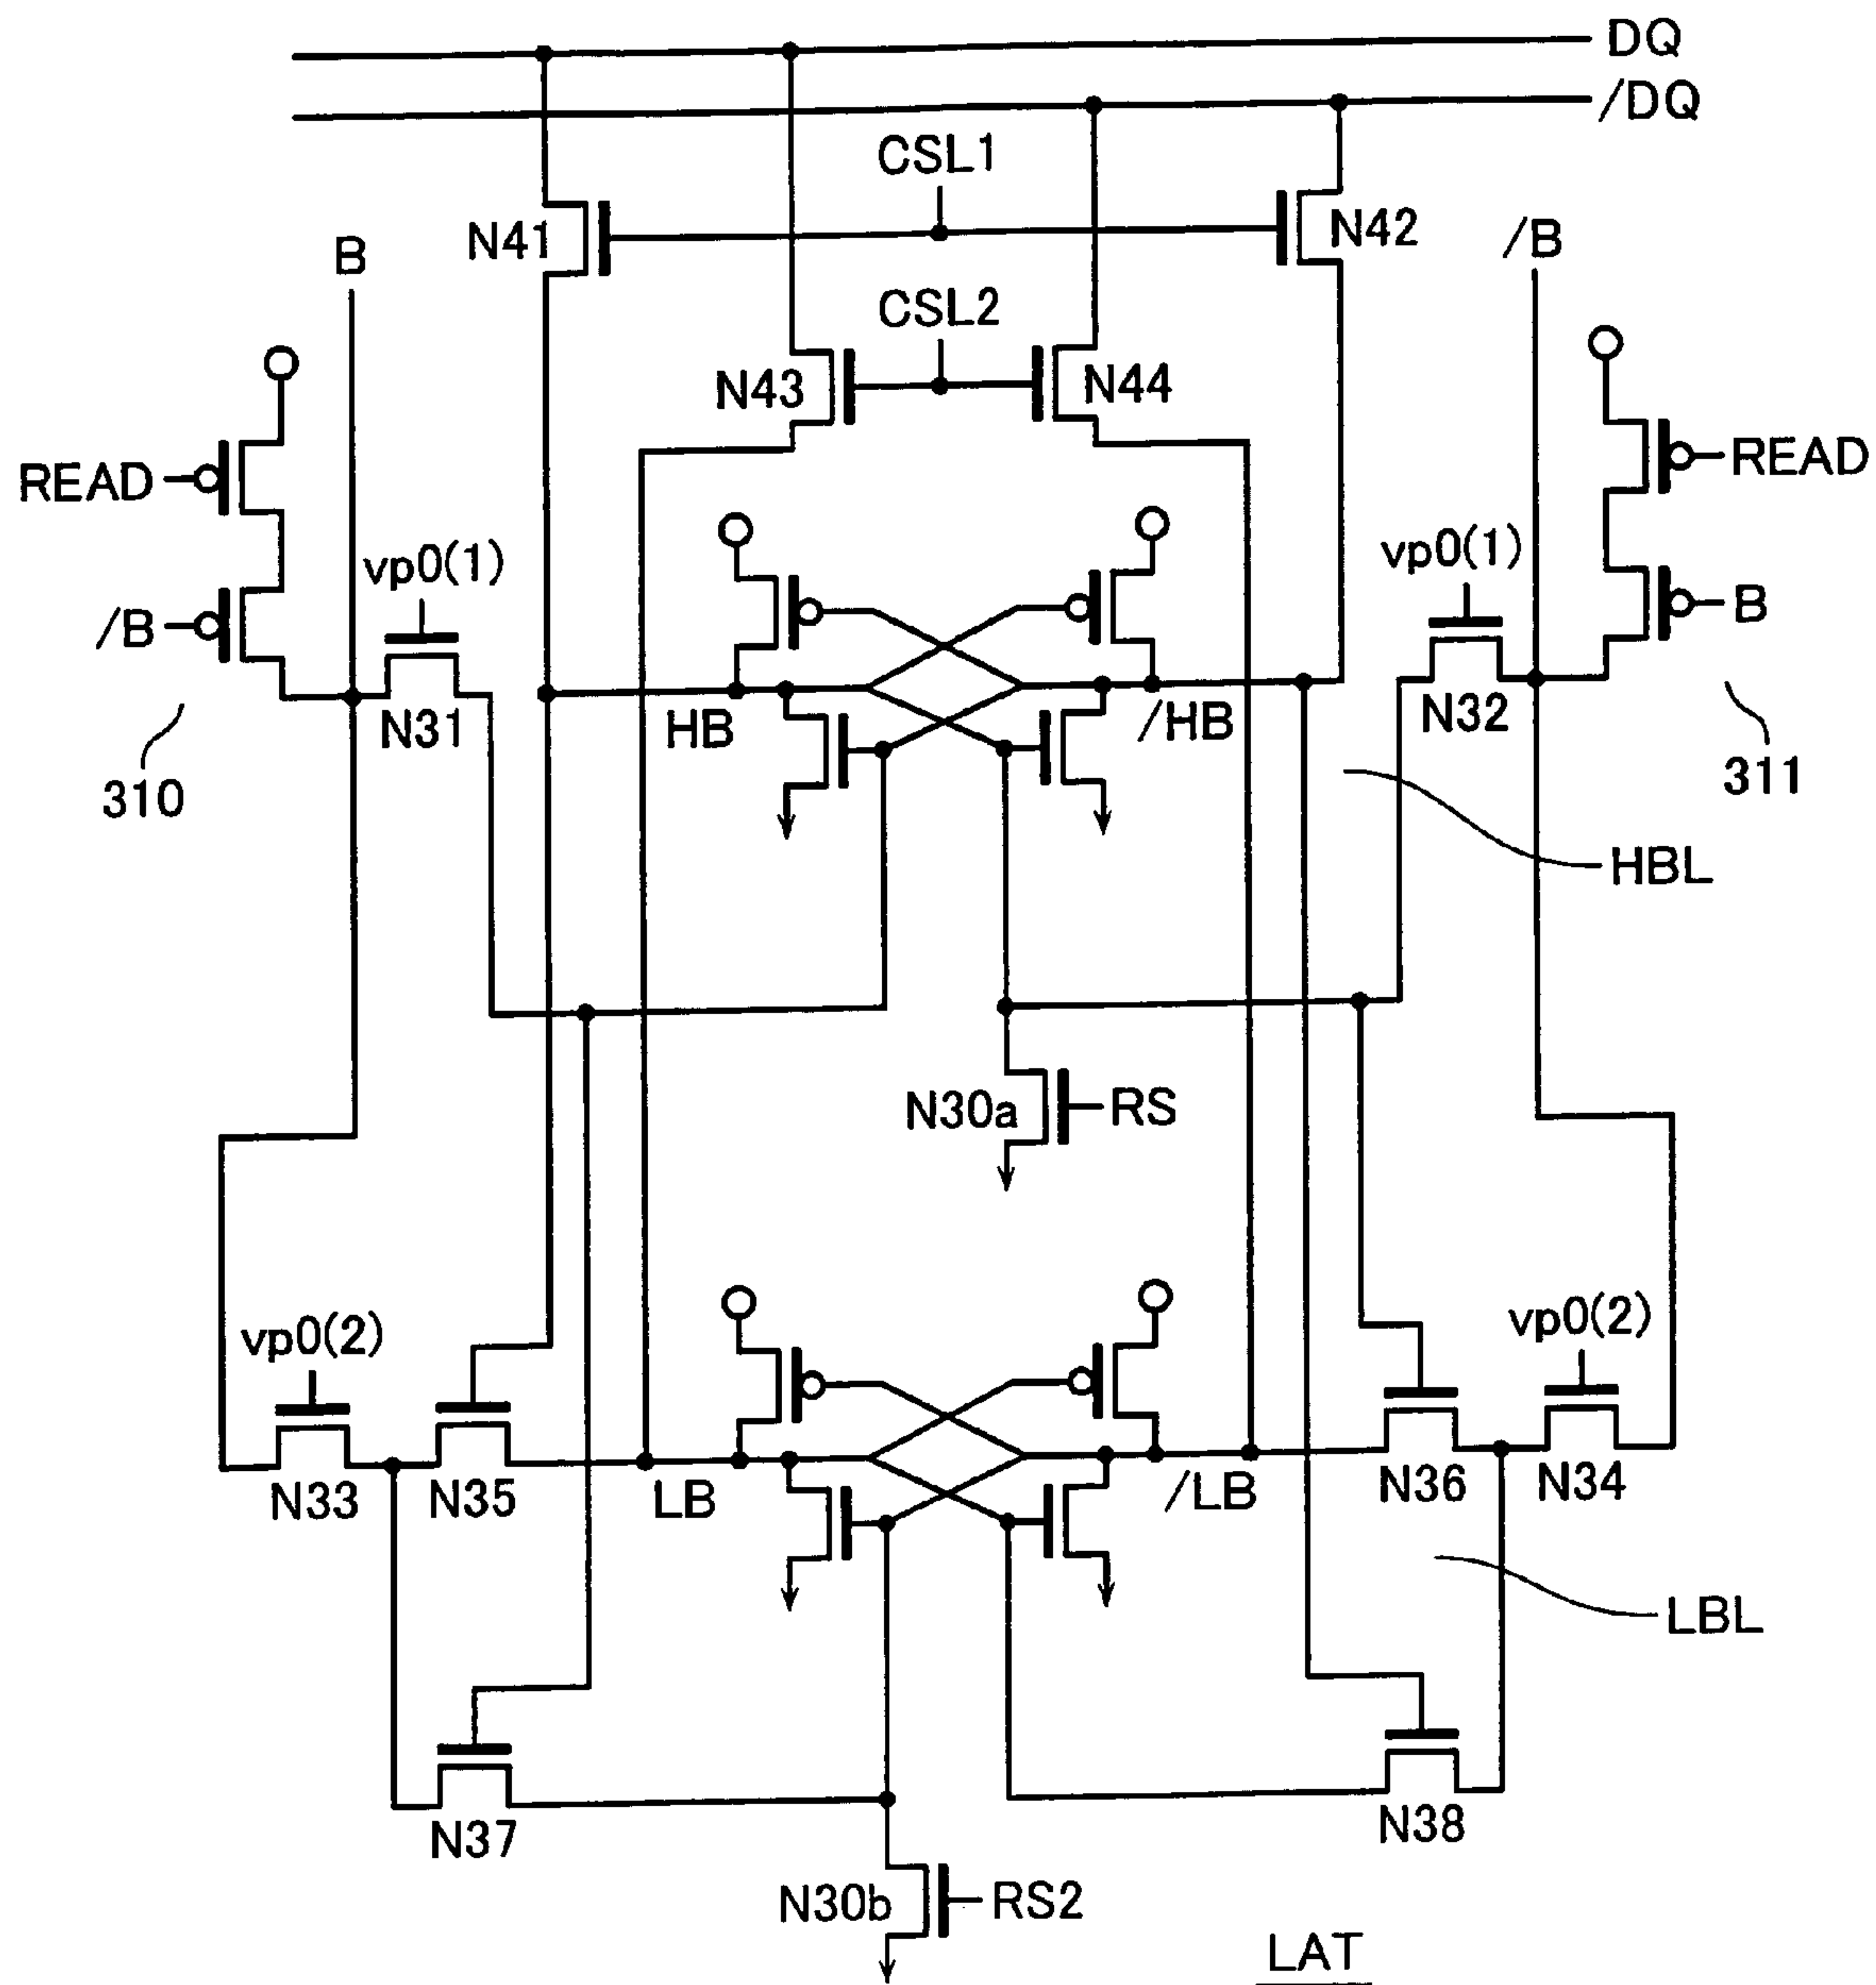 DQ
/DQ
CSL1
N41
N42
B
/B
CSL2
N43
N44
READ
READ
vp0(1)
vp0(1)
/B
B
N31
HB
/HB
N32
310
311
HBL
N30a
RS
vp0(2)
vp0(2)
N33
N35
LB
/LB
N36
N34
LBL
N37
N38
N30b
RS2
LAT